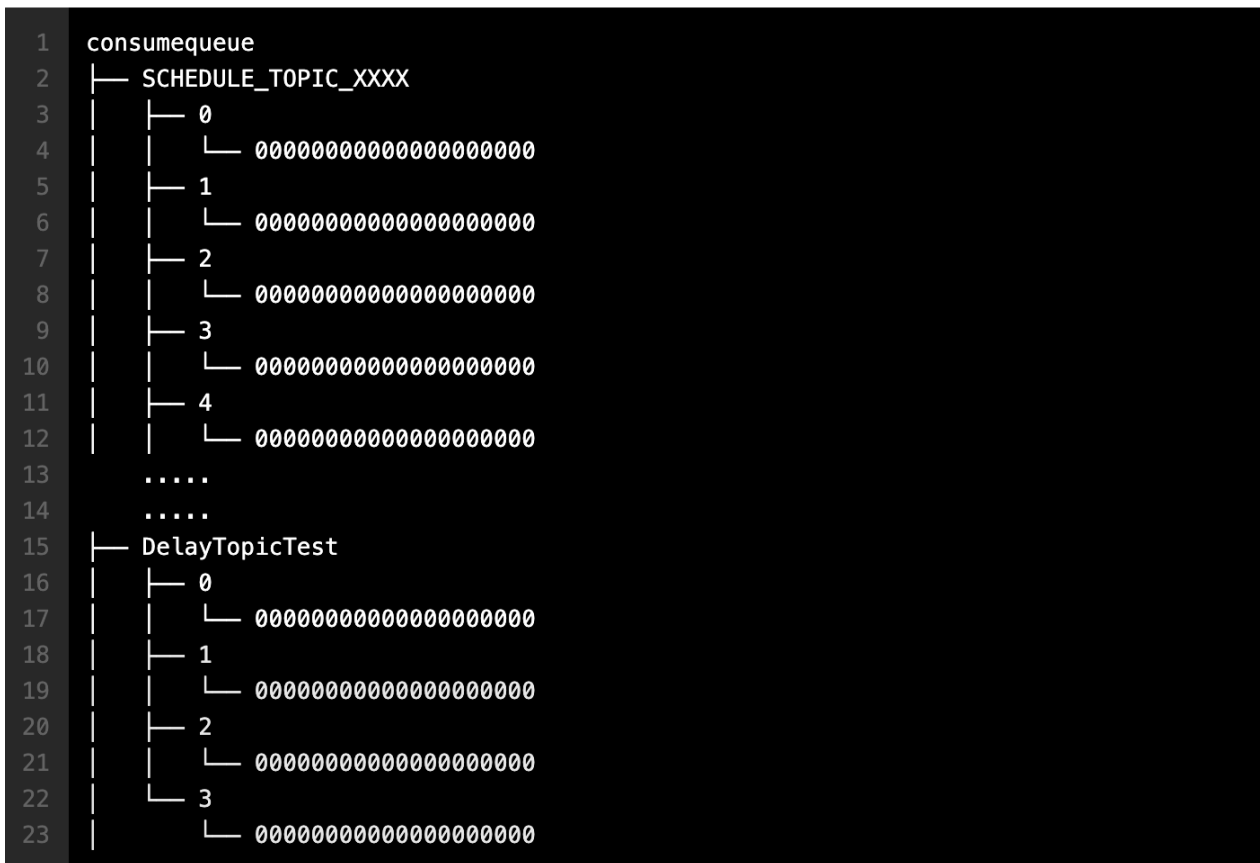 1 consumequeue
2 ├── SCHEDULE_TOPIC_XXXX
3 │   ├── 0
4 │   │   └── 00000000000000000000
5 │   ├── 1
6 │   │   └── 00000000000000000000
7 │   ├── 2
8 │   │   └── 00000000000000000000
9 │   ├── 3
10 │   │   └── 00000000000000000000
11 │   ├── 4
12 │   │   └── 00000000000000000000
13     .....
14     .....
15 ├── DelayTopicTest
16 │   ├── 0
17 │   │   └── 00000000000000000000
18 │   ├── 1
19 │   │   └── 00000000000000000000
20 │   ├── 2
21 │   │   └── 00000000000000000000
22 │   └── 3
23 │       └── 00000000000000000000